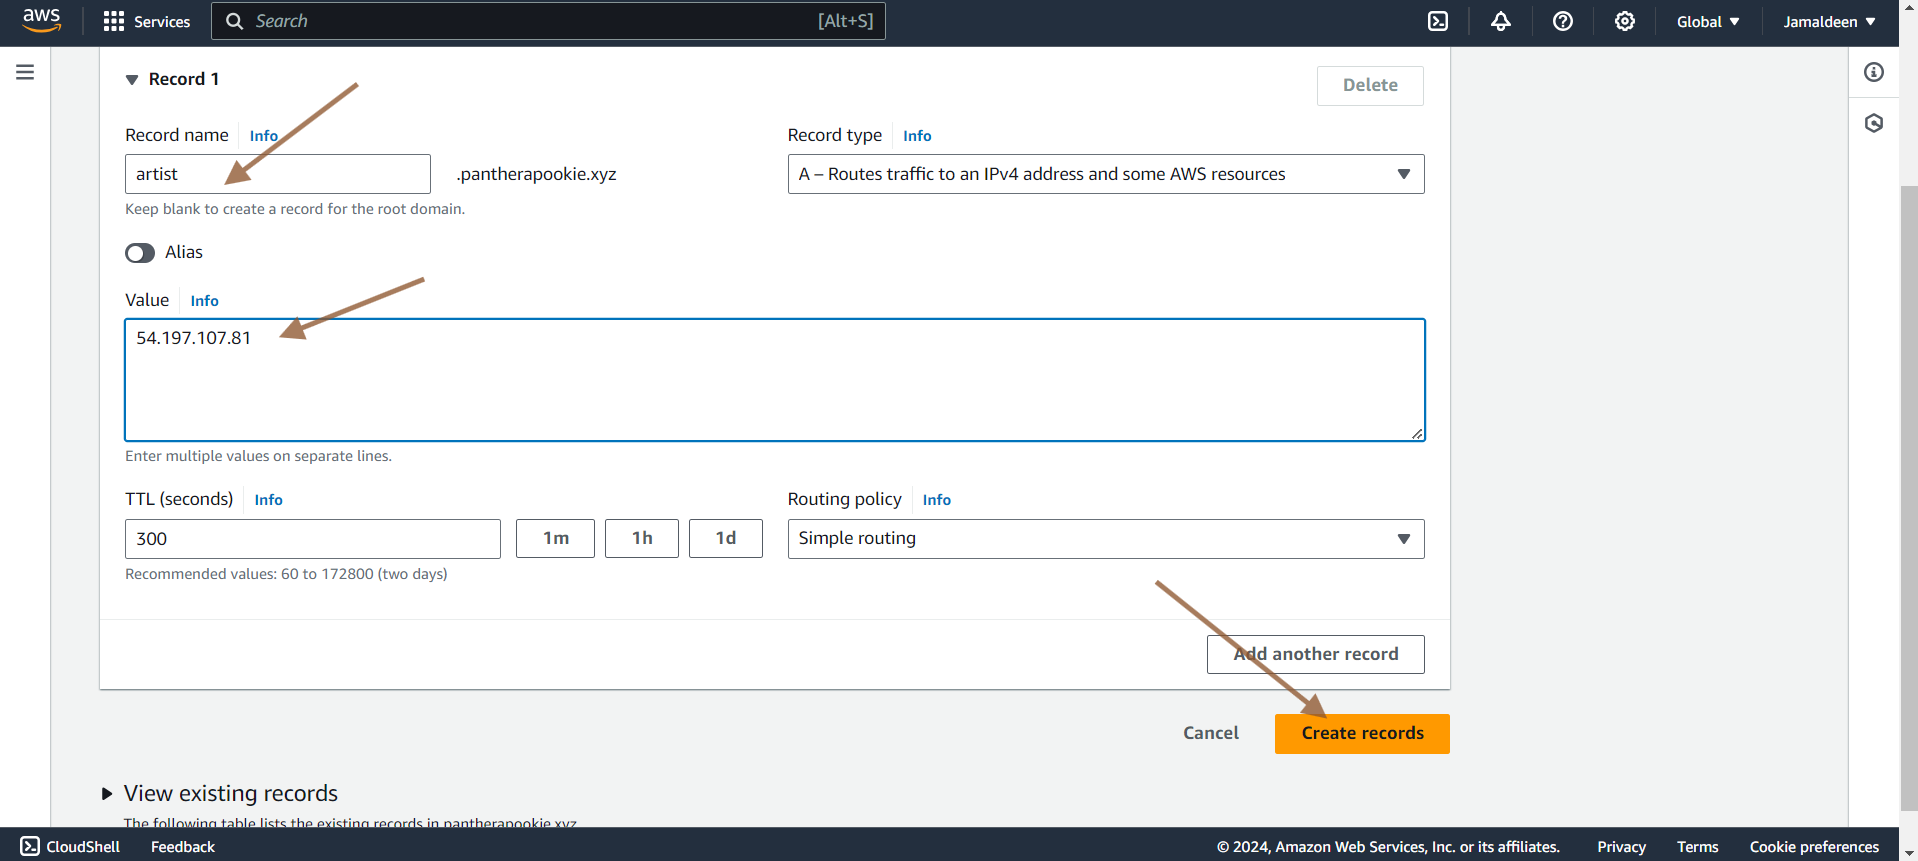 aws Services Search [Alt+S] Global Jamaldeen
Record 1 Delete
Record name Info Record type Info
artist .pantherapookie.xyz A – Routes traffic to an IPv4 address and some AWS resources
Keep blank to create a record for the root domain.
Alias
Value Info
54.197.107.81
Enter multiple values on separate lines.
TTL (seconds) Info Routing policy Info
300 1m 1h 1d Simple routing
Recommended values: 60 to 172800 (two days)
Add another record
Cancel Create records
View existing records
The following table lists the existing records in pantherapookie.xyz
CloudShell Feedback © 2024, Amazon Web Services, Inc. or its affiliates. Privacy Terms Cookie preferences